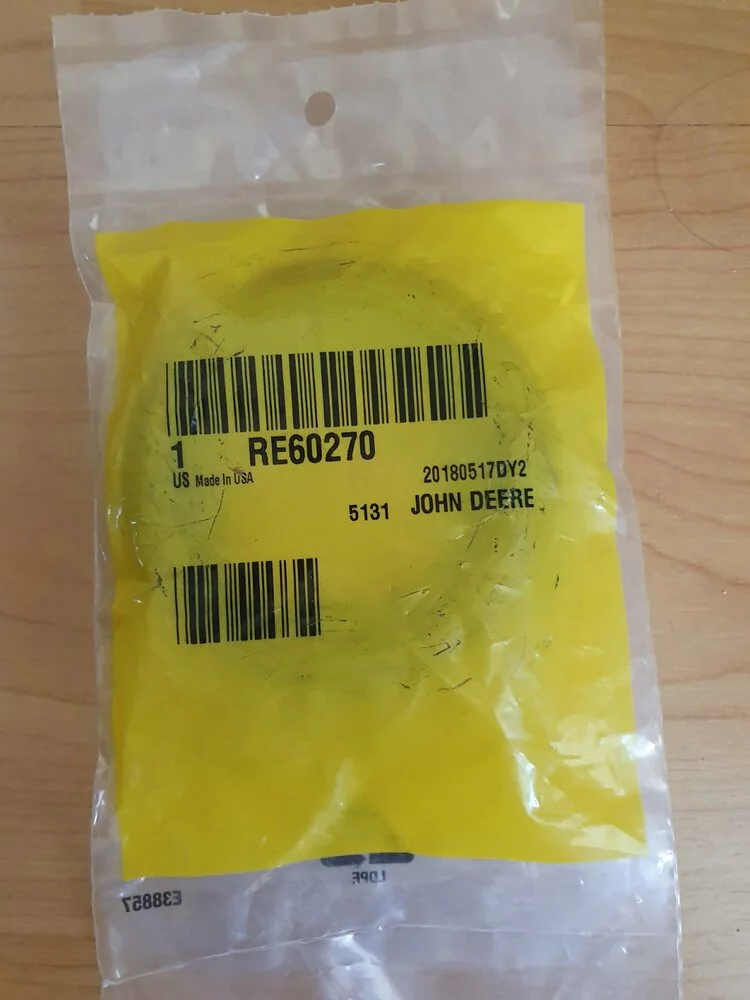 1 RE60270
US Made In USA 20180517DY2
5131 JOHN DEERE
LDPE
E38857